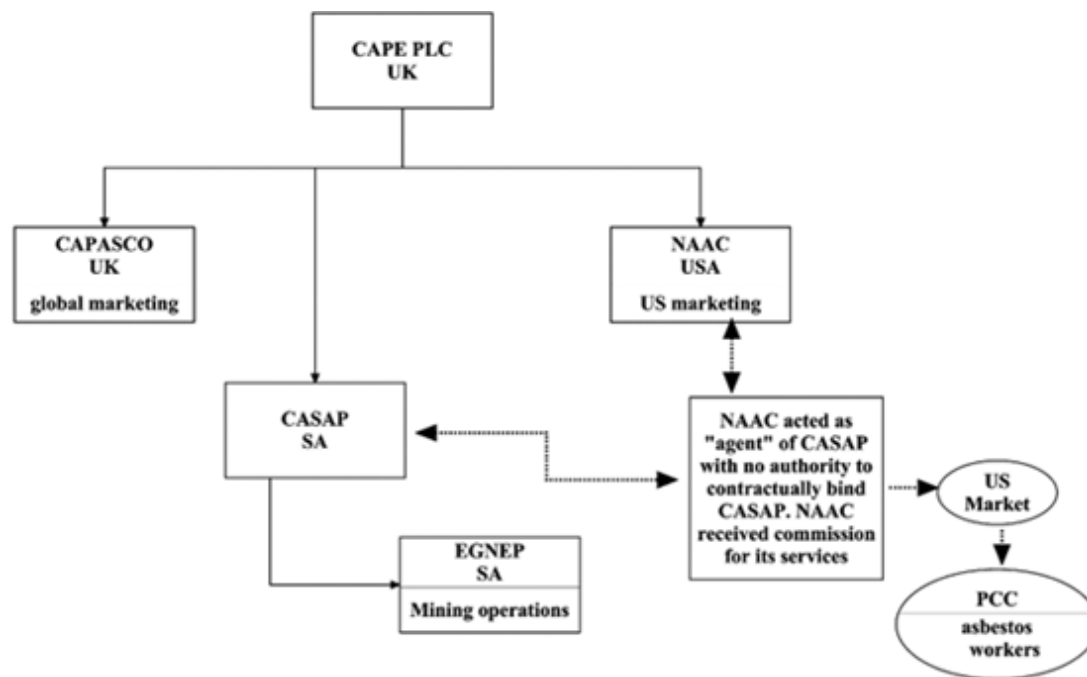 CAPE PLC
UK
CAPASCO
UK
global marketing
NAAC
USA
US marketing
CASAP
SA
NAAC acted as
"agent" of CASAP
with no authority to
contractually bind
CASAP. NAAC
received commission
for its services
US
Market
EGNEP
SA
Mining operations
PCC
asbestos
workers